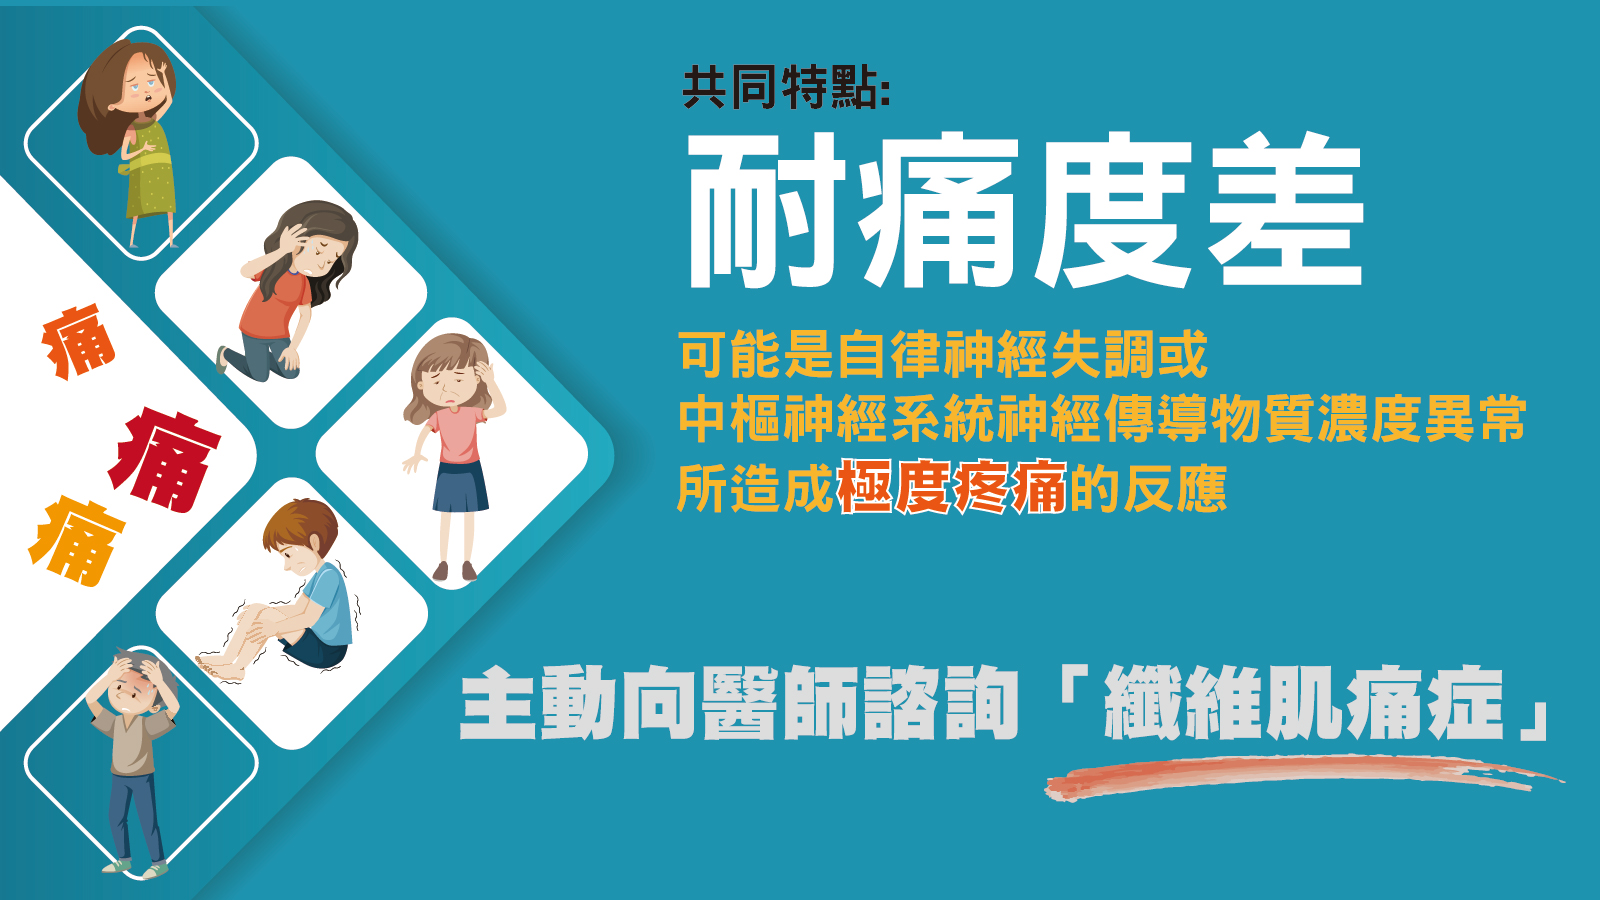 共同特點:
耐痛度差
可能是自律神經失調或
中樞神經系統神經傳導物質濃度異常
所造成極度疼痛的反應
痛
痛
痛
主動向醫師諮詢「纖維肌痛症」